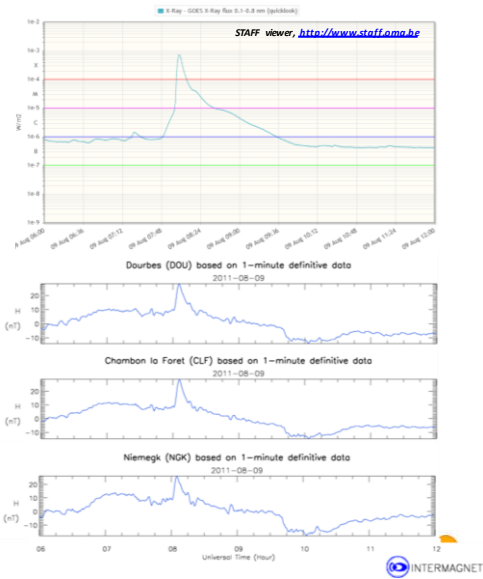 X-Ray - GOES X-Ray flux 0.1-0.8 nm (quicklook)
STAFF viewer, http://www.staff.oma.be
1e-2
1e-3
X
1e-4
M
1e-5
C
1e-6
B
1e-7
1e-8
1e-9
W/m2
09 Aug 06:00
09 Aug 06:36
09 Aug 07:12
09 Aug 07:48
09 Aug 08:24
09 Aug 09:00
09 Aug 09:36
09 Aug 10:12
09 Aug 10:48
09 Aug 11:24
09 Aug 12:00
Dourbes (DOU) based on 1-minute definitive data
2011-08-09
20
10
0
-10
H
(nT)
Chambon la Foret (CLF) based on 1-minute definitive data
2011-08-09
20
10
0
-10
H
(nT)
Niemegk (NGK) based on 1-minute definitive data
2011-08-09
20
10
0
-10
H
(nT)
06 07 08 09 10 11 12
Universal Time (Hour)
INTERMAGNET